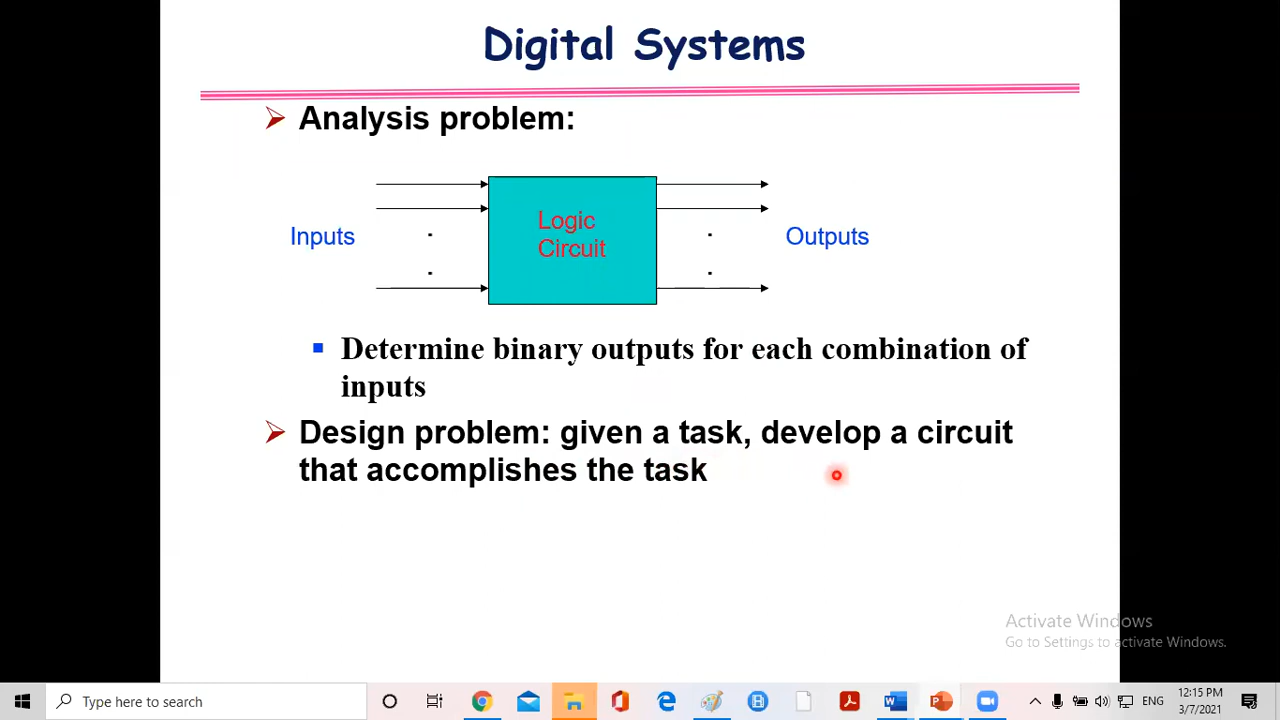 Digital Systems
Analysis problem:
Logic
Circuit
Inputs
Outputs
Determine binary outputs for each combination of
inputs
Design problem: given a task, develop a circuit
that accomplishes the task
Activate Windows
Go to Settings to activate Windows.
Type here to search
ENG
12:15 PM
3/7/2021